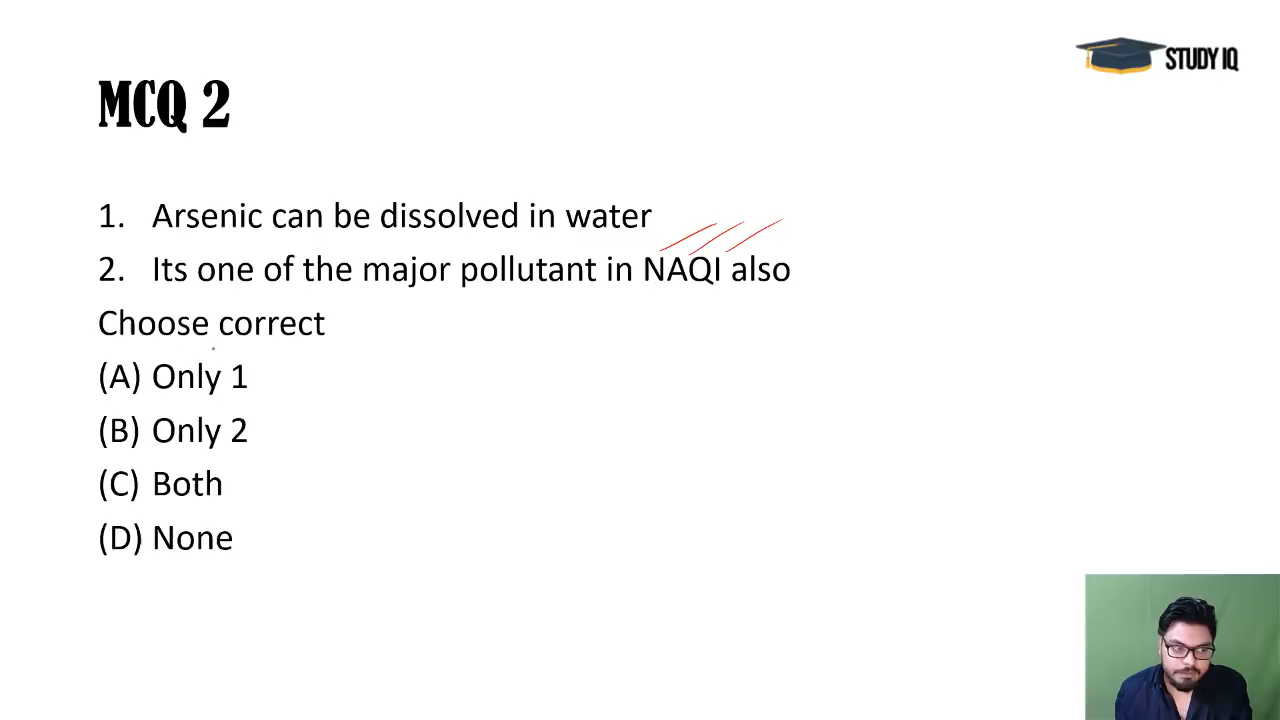 STUDY IQ
MCQ 2
1. Arsenic can be dissolved in water
2. Its one of the major pollutant in NAQI also
Choose correct
(A) Only 1
(B) Only 2
(C) Both
(D) None